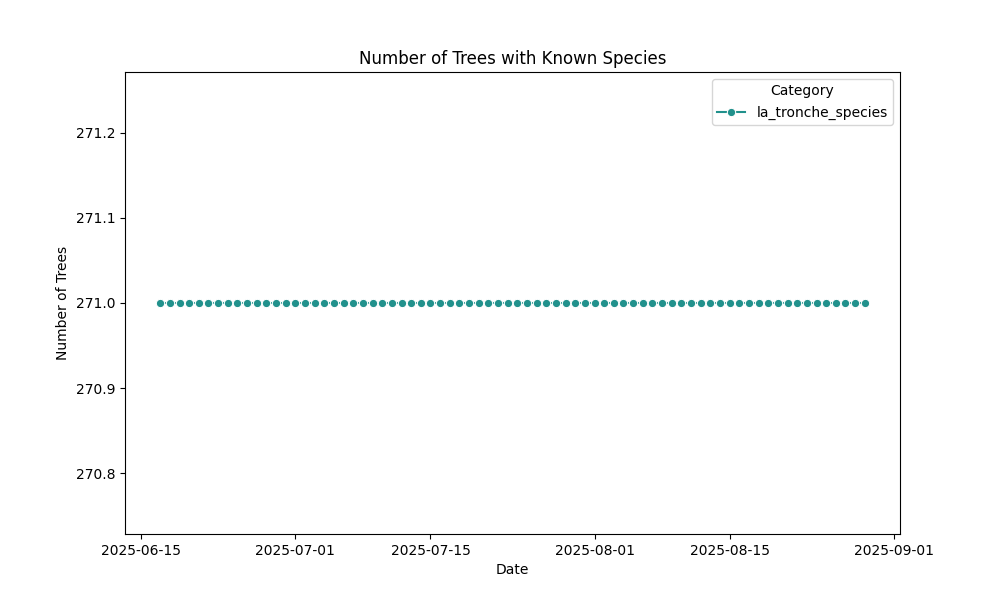 Number of Trees with Known Species
Category
la_tronche_species
271.2
271.1
271.0
270.9
270.8
Number of Trees
2025-06-15
2025-07-01
2025-07-15
2025-08-01
2025-08-15
2025-09-01
Date